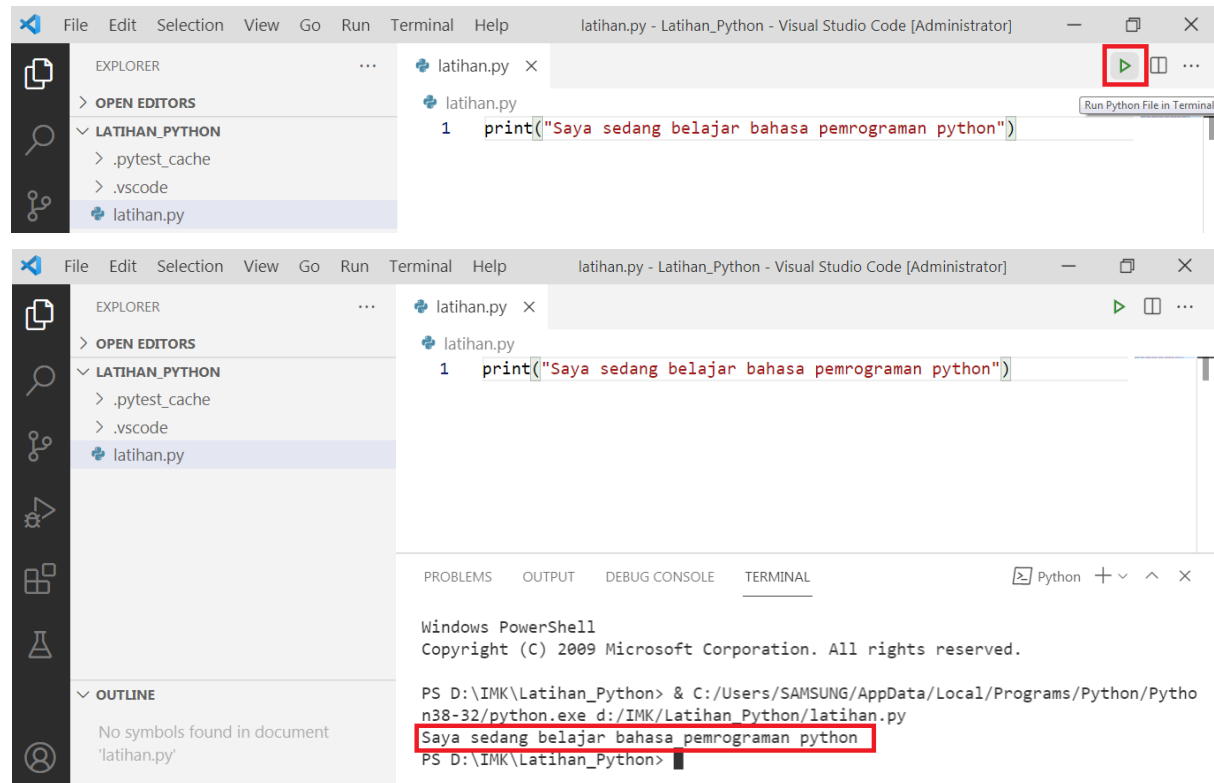 File Edit Selection View Go Run Terminal Help latihan.py - Latihan_Python - Visual Studio Code [Administrator]
EXPLORER ... latihan.py
OPEN EDITORS latihan.py Run Python File in Terminal
LATIHAN_PYTHON 1 print("Saya sedang belajar bahasa pemrograman python")
.pytest_cache
.vscode
latihan.py
File Edit Selection View Go Run Terminal Help latihan.py - Latihan_Python - Visual Studio Code [Administrator]
EXPLORER ... latihan.py
OPEN EDITORS latihan.py
LATIHAN_PYTHON 1 print("Saya sedang belajar bahasa pemrograman python")
.pytest_cache
.vscode
latihan.py
PROBLEMS OUTPUT DEBUG CONSOLE TERMINAL Python
Windows PowerShell
Copyright (C) 2009 Microsoft Corporation. All rights reserved.
PS D:\IMK\Latihan_Python> & C:/Users/SAMSUNG/AppData/Local/Programs/Python/Pytho
n38-32/python.exe d:/IMK/Latihan_Python/latihan.py
Saya sedang belajar bahasa pemrograman python
PS D:\IMK\Latihan_Python>
OUTLINE
No symbols found in document
'latihan.py'